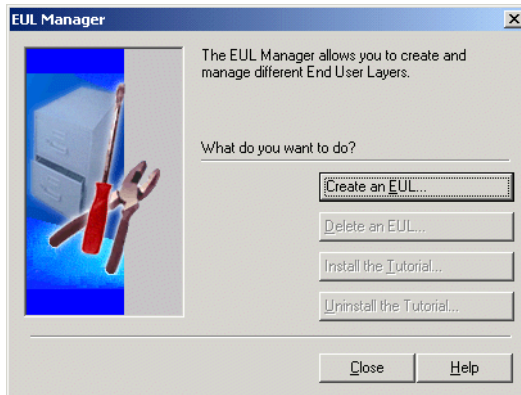 EUL Manager
The EUL Manager allows you to create and
manage different End User Layers.
What do you want to do?
Create an EUL...
Delete an EUL...
Install the Tutorial...
Uninstall the Tutorial...
Close
Help